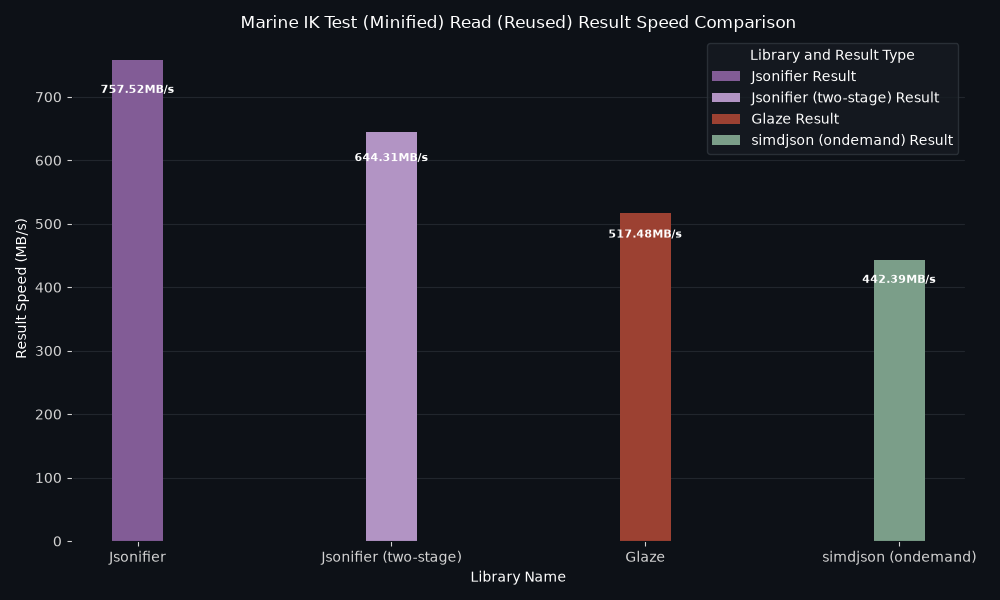 Marine IK Test (Minified) Read (Reused) Result Speed Comparison
Library and Result Type
Jsonifier Result
Jsonifier (two-stage) Result
Glaze Result
simdjson (ondemand) Result
757.52MB/s
644.31MB/s
517.48MB/s
442.39MB/s
Result Speed (MB/s)
700
600
500
400
300
200
100
0
Jsonifier
Jsonifier (two-stage)
Glaze
simdjson (ondemand)
Library Name